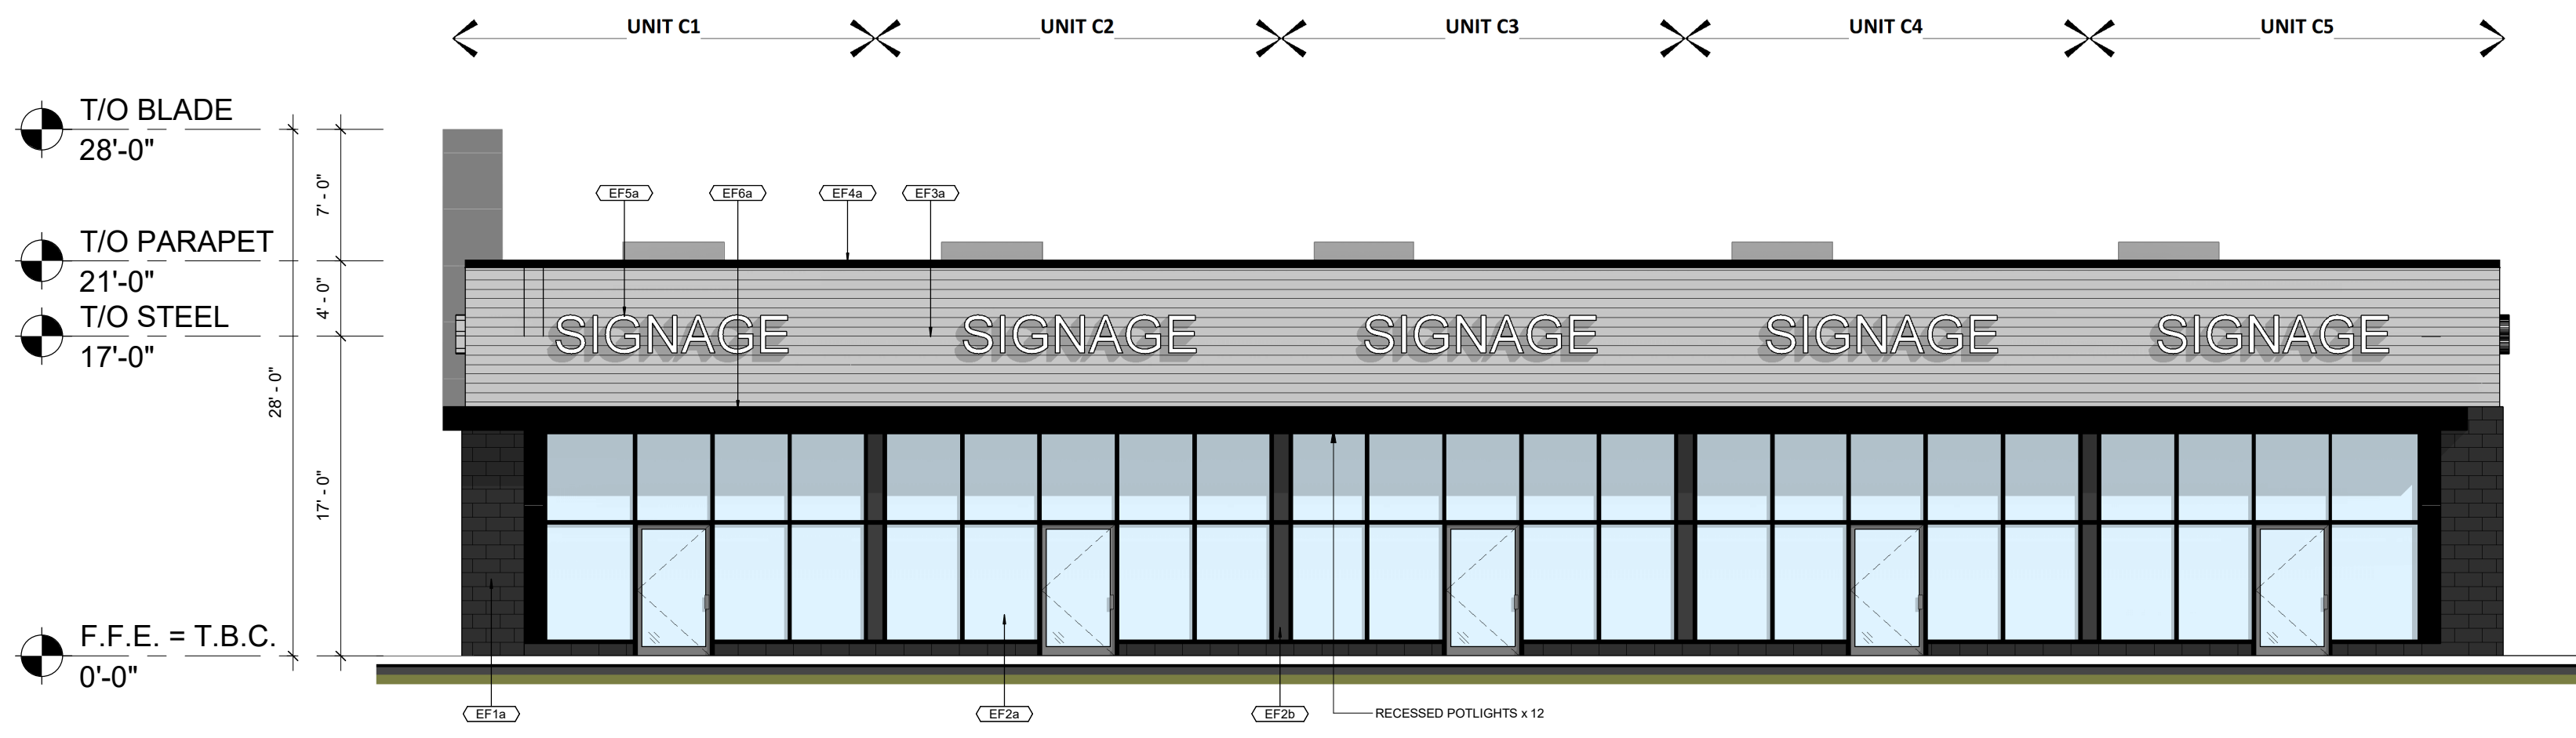 UNIT C1
UNIT C2
UNIT C3
UNIT C4
UNIT C5
T/O BLADE
28'-0"
T/O PARAPET
21'-0"
T/O STEEL
17'-0"
F.F.E. = T.B.C.
0'-0"
28' - 0"
7' - 0"
4' - 0"
17' - 0"
EF5a
EF6a
EF4a
EF3a
SIGNAGE
SIGNAGE
SIGNAGE
SIGNAGE
SIGNAGE
EF1a
EF2a
EF2b
RECESSED POTLIGHTS x 12